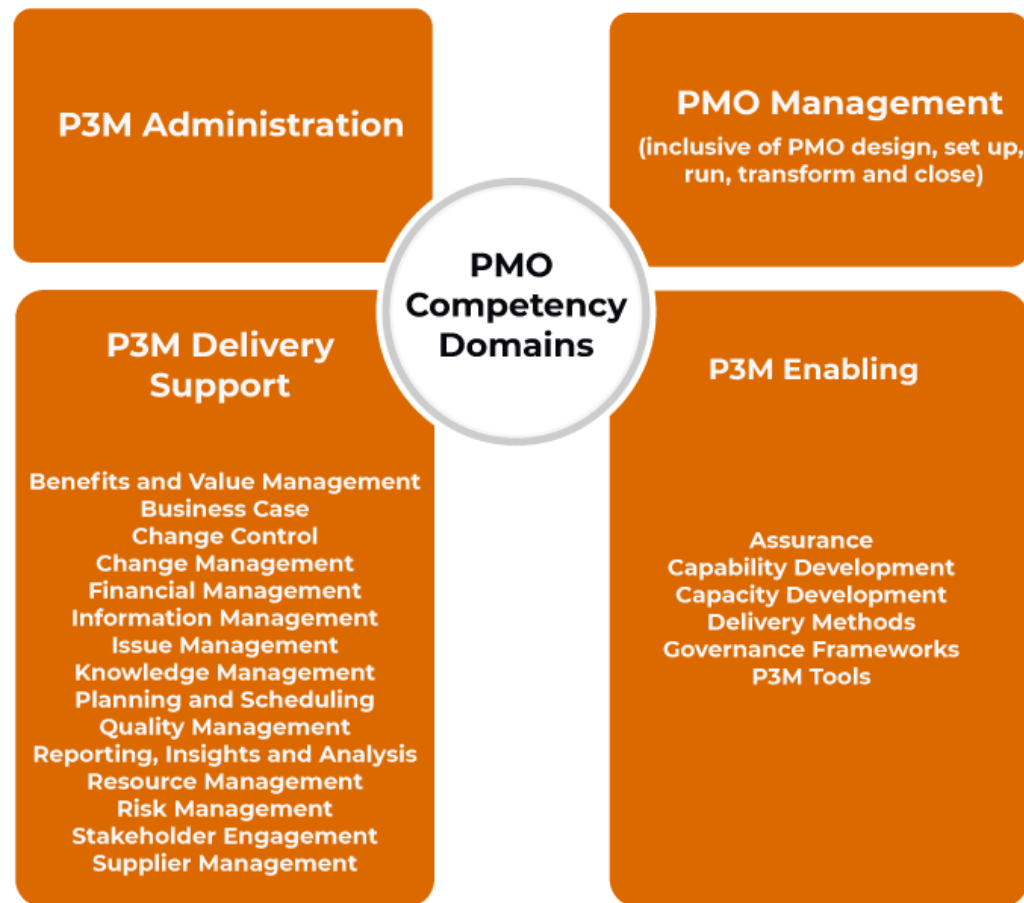 P3M Administration
PMO Management
(inclusive of PMO design, set up,
run, transform and close)
PMO
Competency
Domains
P3M Delivery
Support
Benefits and Value Management
Business Case
Change Control
Change Management
Financial Management
Information Management
Issue Management
Knowledge Management
Planning and Scheduling
Quality Management
Reporting, Insights and Analysis
Resource Management
Risk Management
Stakeholder Engagement
Supplier Management
P3M Enabling
Assurance
Capability Development
Capacity Development
Delivery Methods
Governance Frameworks
P3M Tools